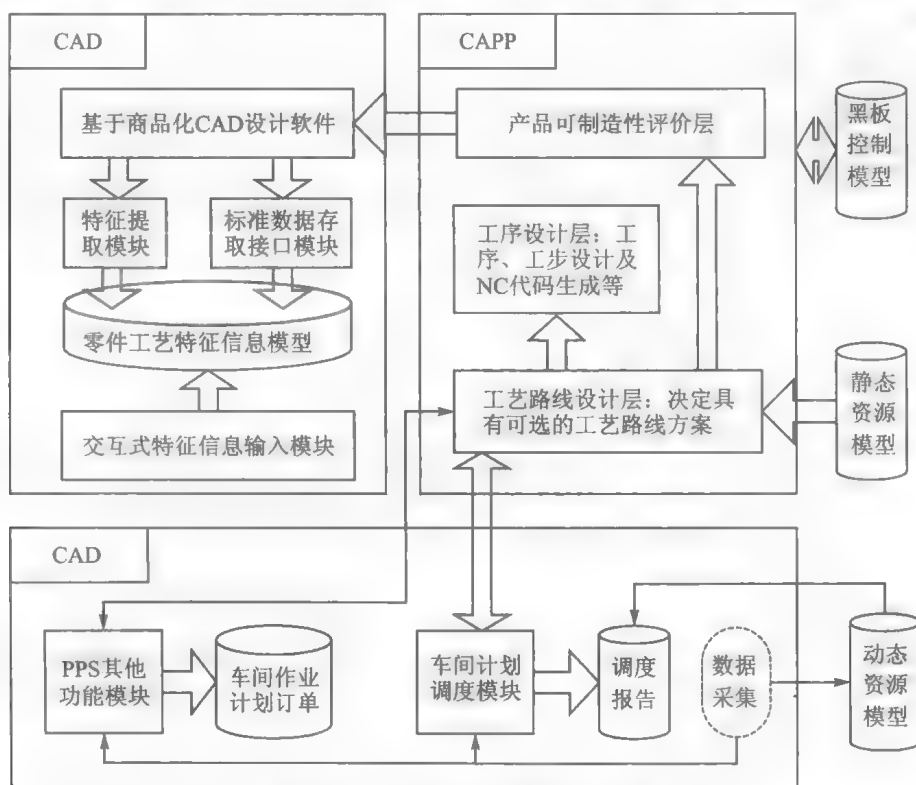 CAD
CAPP
基于商品化CAD设计软件
产品可制造性评价层
黑板
控制
模型
特征提
取模块
标准数据存
取接口模块
工序设计层：工
序、工步设计及
NC代码生成等
零件工艺特征信息模型
工艺路线设计层：决定具
有可选的工艺路线方案
静态
资源
模型
交互式特征信息输入模块
CAD
PPS其他
功能模块
车间作业
计划订单
车间计划
调度模块
调度
报告
数据
采集
动态
资源
模型